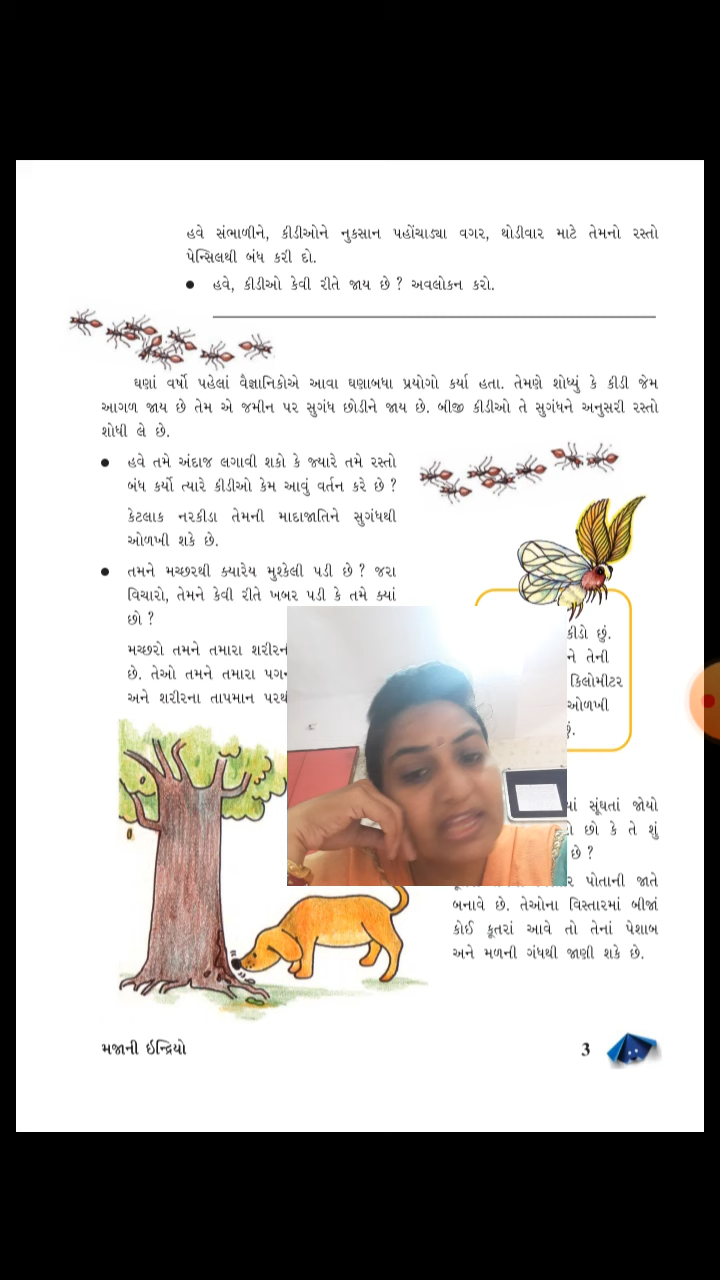 હવે સંભાળીને, કીડીઓને નુકસાન પહોંચાડ્યા વગર, થોડીવાર માટે તેમનો રસ્તો
પેન્સિલથી બંધ કરી દો.
● હવે, કીડીઓ કેવી રીતે જાય છે ? અવલોકન કરો.
ઘણાં વર્ષો પહેલાં વૈજ્ઞાનિકોએ આવા ઘણાબધા પ્રયોગો કર્યા હતા. તેમણે શોધ્યું કે કીડી જેમ
આગળ જાય છે તેમ એ જમીન પર સુગંધ છોડીને જાય છે. બીજી કીડીઓ તે સુગંધને અનુસરી રસ્તો
શોધી લે છે.
● હવે તમે અંદાજ લગાવી શકો કે જ્યારે તમે રસ્તો
બંધ કર્યો ત્યારે કીડીઓ કેમ આવું વર્તન કરે છે ?
કેટલાક નરકીડા તેમની માદાજાતિને સુગંધથી
ઓળખી શકે છે.
● તમને મચ્છરથી ક્યારેય મુશ્કેલી પડી છે ? જરા
વિચારો, તેમને કેવી રીતે ખબર પડી કે તમે ક્યાં
છો ?
મચ્છરો તમને તમારા
છે. તેઓ તમને તમારા
અને શરીરના તાપમાન
કીડો છું.
ને તેની
કિલોમીટર
ઓળખી
સૂંઘતાં જોયો
છો કે તે શું
છે ?
પોતાની જાતે
બનાવે છે. તેઓના વિસ્તારમાં બીજાં
કોઈ કૂતરાં આવે તો તેનાં પેશાબ
અને મળની ગંધથી જાણી શકે છે.
મજાની ઇન્દ્રિયો
3